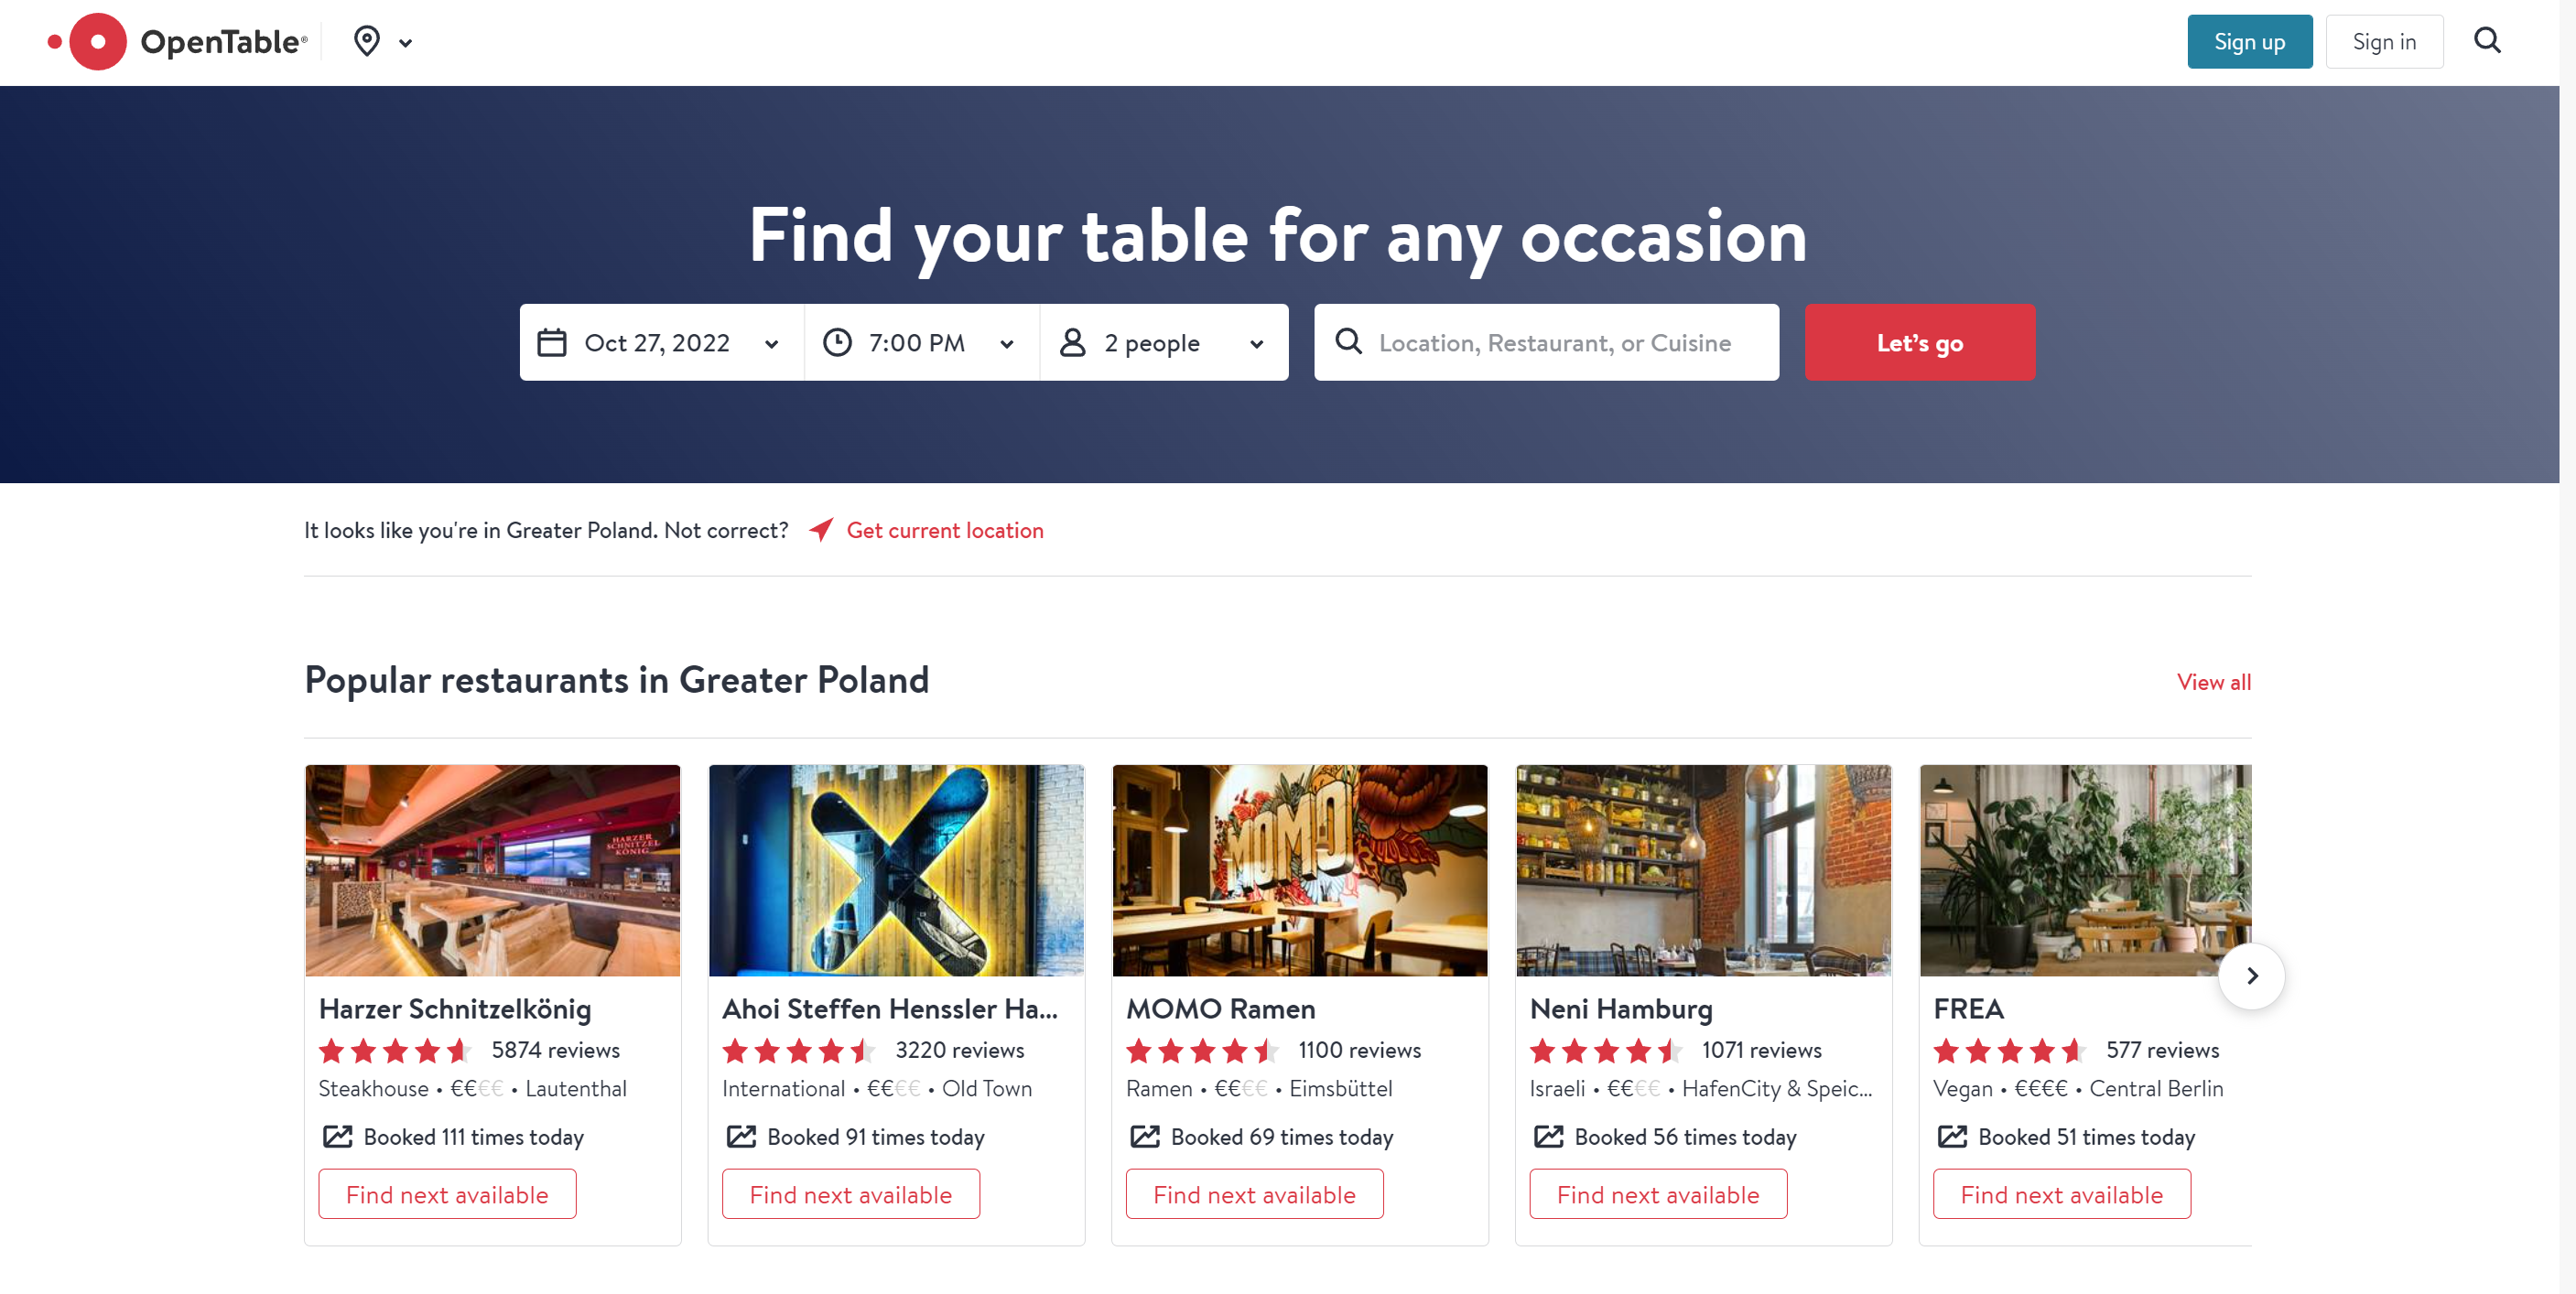 OpenTable®
Sign up
Sign in
Find your table for any occasion
Oct 27, 2022
7:00 PM
2 people
Location, Restaurant, or Cuisine
Let's go
It looks like you're in Greater Poland. Not correct? Get current location
Popular restaurants in Greater Poland
View all
HARZER
SCHNITZEL
KÖNIG
MOMO
Harzer Schnitzelkönig
5874 reviews
Steakhouse • €€€€ • Lautenthal
Booked 111 times today
Find next available
Ahoi Steffen Henssler Ha...
3220 reviews
International • €€€€ • Old Town
Booked 91 times today
Find next available
MOMO Ramen
1100 reviews
Ramen • €€€€ • Eimsbüttel
Booked 69 times today
Find next available
Neni Hamburg
1071 reviews
Israeli • €€€€ • HafenCity & Speic...
Booked 56 times today
Find next available
FREA
577 reviews
Vegan • €€€€ • Central Berlin
Booked 51 times today
Find next available